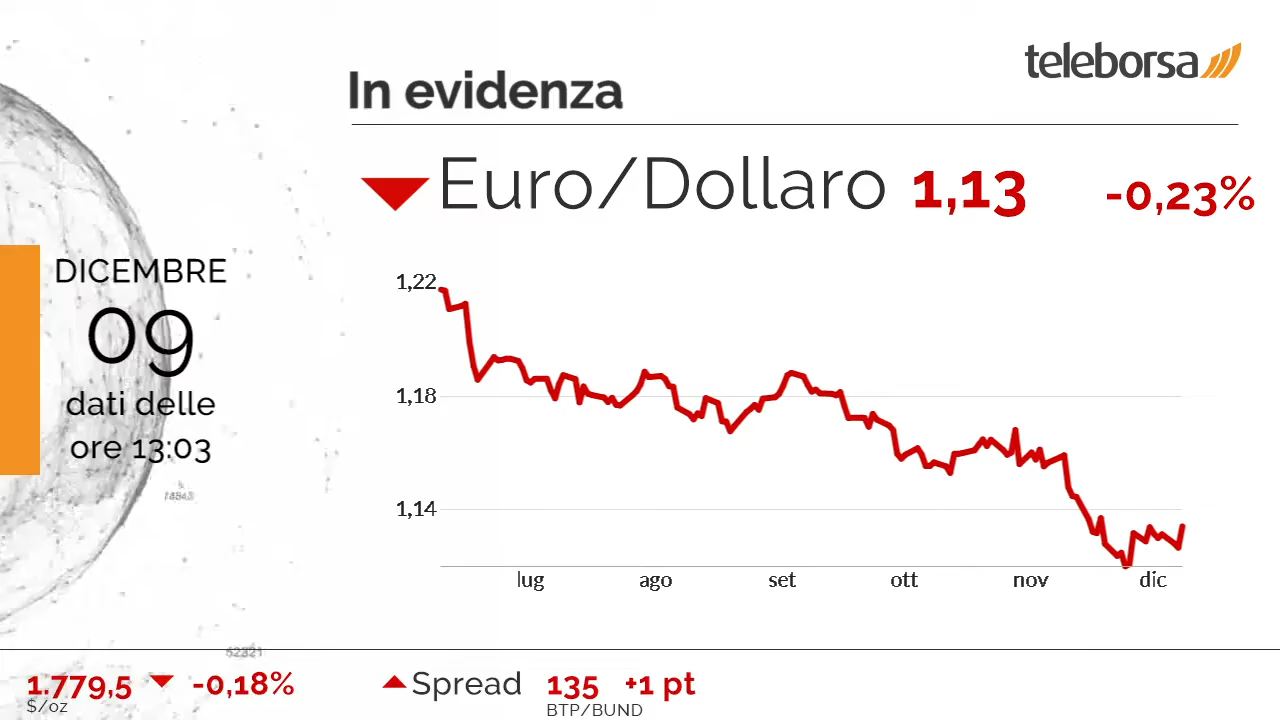 teleborsa
In evidenza
Euro/Dollaro 1,13 -0,23%
DICEMBRE
09
dati delle
ore 13:03
1,22
1,18
1,14
lug ago set ott nov dic
1.779,5 -0,18%
$/oz
Spread 135 +1 pt
BTP/BUND